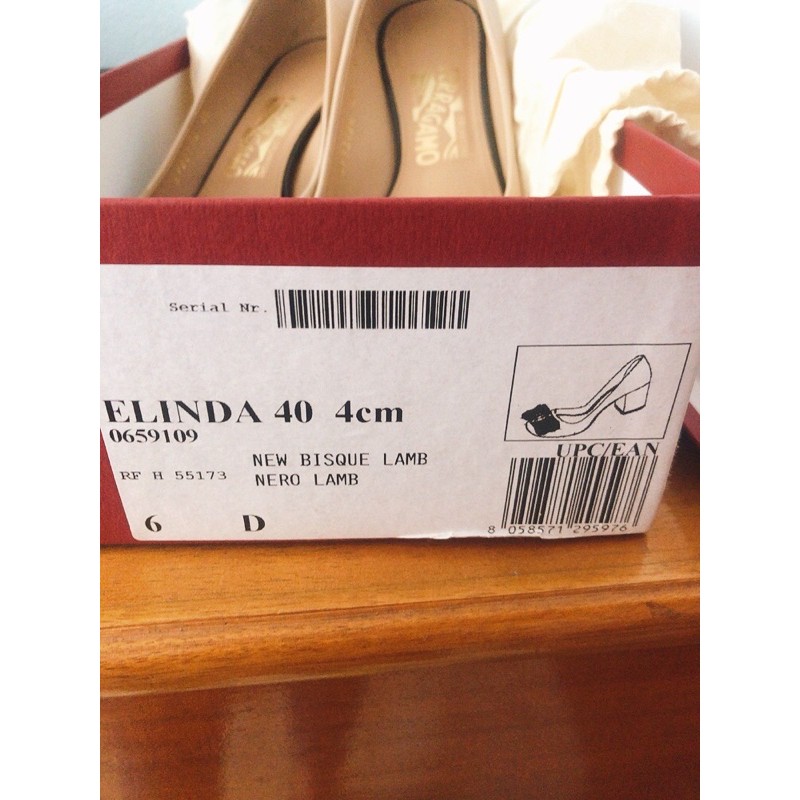 FERRAGAMO
Serial Nr.
ELINDA 40 4cm
0659109
UPC/EAN
NEW BISQUE LAMB
RF H 55173 NERO LAMB
6 D
8 058571 295976